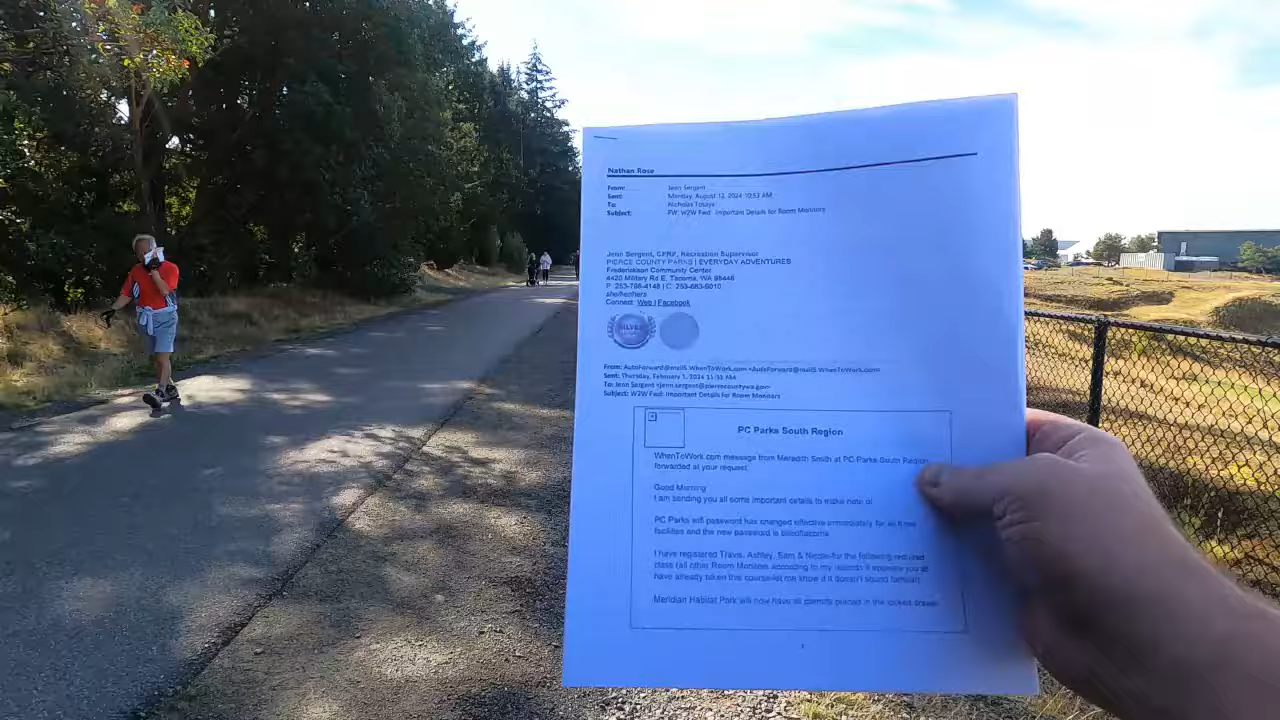 Nathan Rose
From: Jenn Sergent
Sent: Monday, August 12, 2024 10:53 AM
To: Nicholas
Subject: FW: W2W Fwd: Important Details for Room Monitors
Jenn Sergent, CPRP, Recreation Supervisor
PIERCE COUNTY PARKS | EVERYDAY ADVENTURES
Frederickson Community Center
4420 Military Rd E, Tacoma, WA 98446
P: 253-798-4148 | C:
she/her/hers
Connect: Web | Facebook
SILVER
From: AutoForward@mail5.WhenToWork.com <AutoForward@mail5.WhenToWork.com>
Sent: Thursday, February 1, 2024 11:33 AM
To: Jenn Sergent <jenn.sergent@piercecountywa.gov>
Subject: W2W Fwd: Important Details for Room Monitors
PC Parks South Region
WhenToWork.com message from Meredith Smith at PC Parks South Region
forwarded at your request.
Good Morning
I am sending you all some important details to make note of
PC Parks wifi password has changed effective immediately for all
facilities and the new password is
I have registered Travis, Ashley, Sam & Nicole for the following required
class (all other Room Monitors according to my records it appears you all
have already taken this course let me know if it doesn't sound familiar)
Meridian Habitat Park will now have all permits placed in the locked drawer